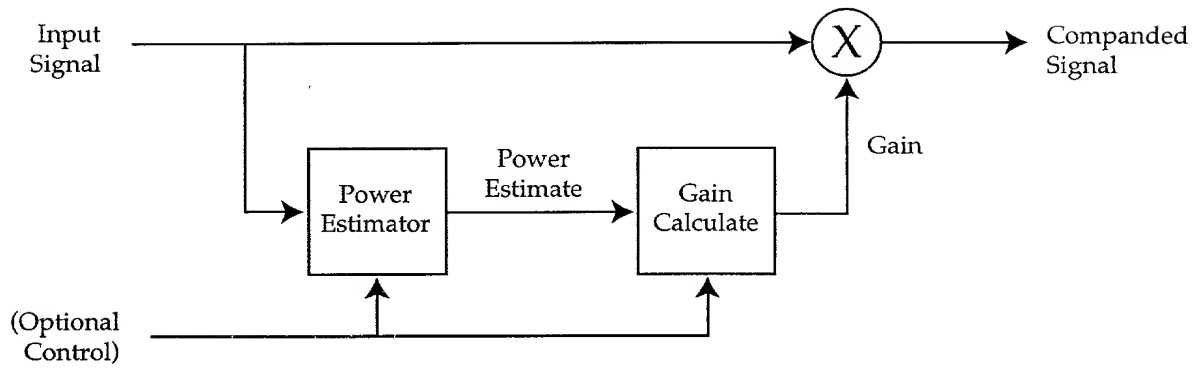 Input
Signal
X
Companded
Signal
Gain
Power
Estimate
Power
Estimator
Gain
Calculate
(Optional
Control)